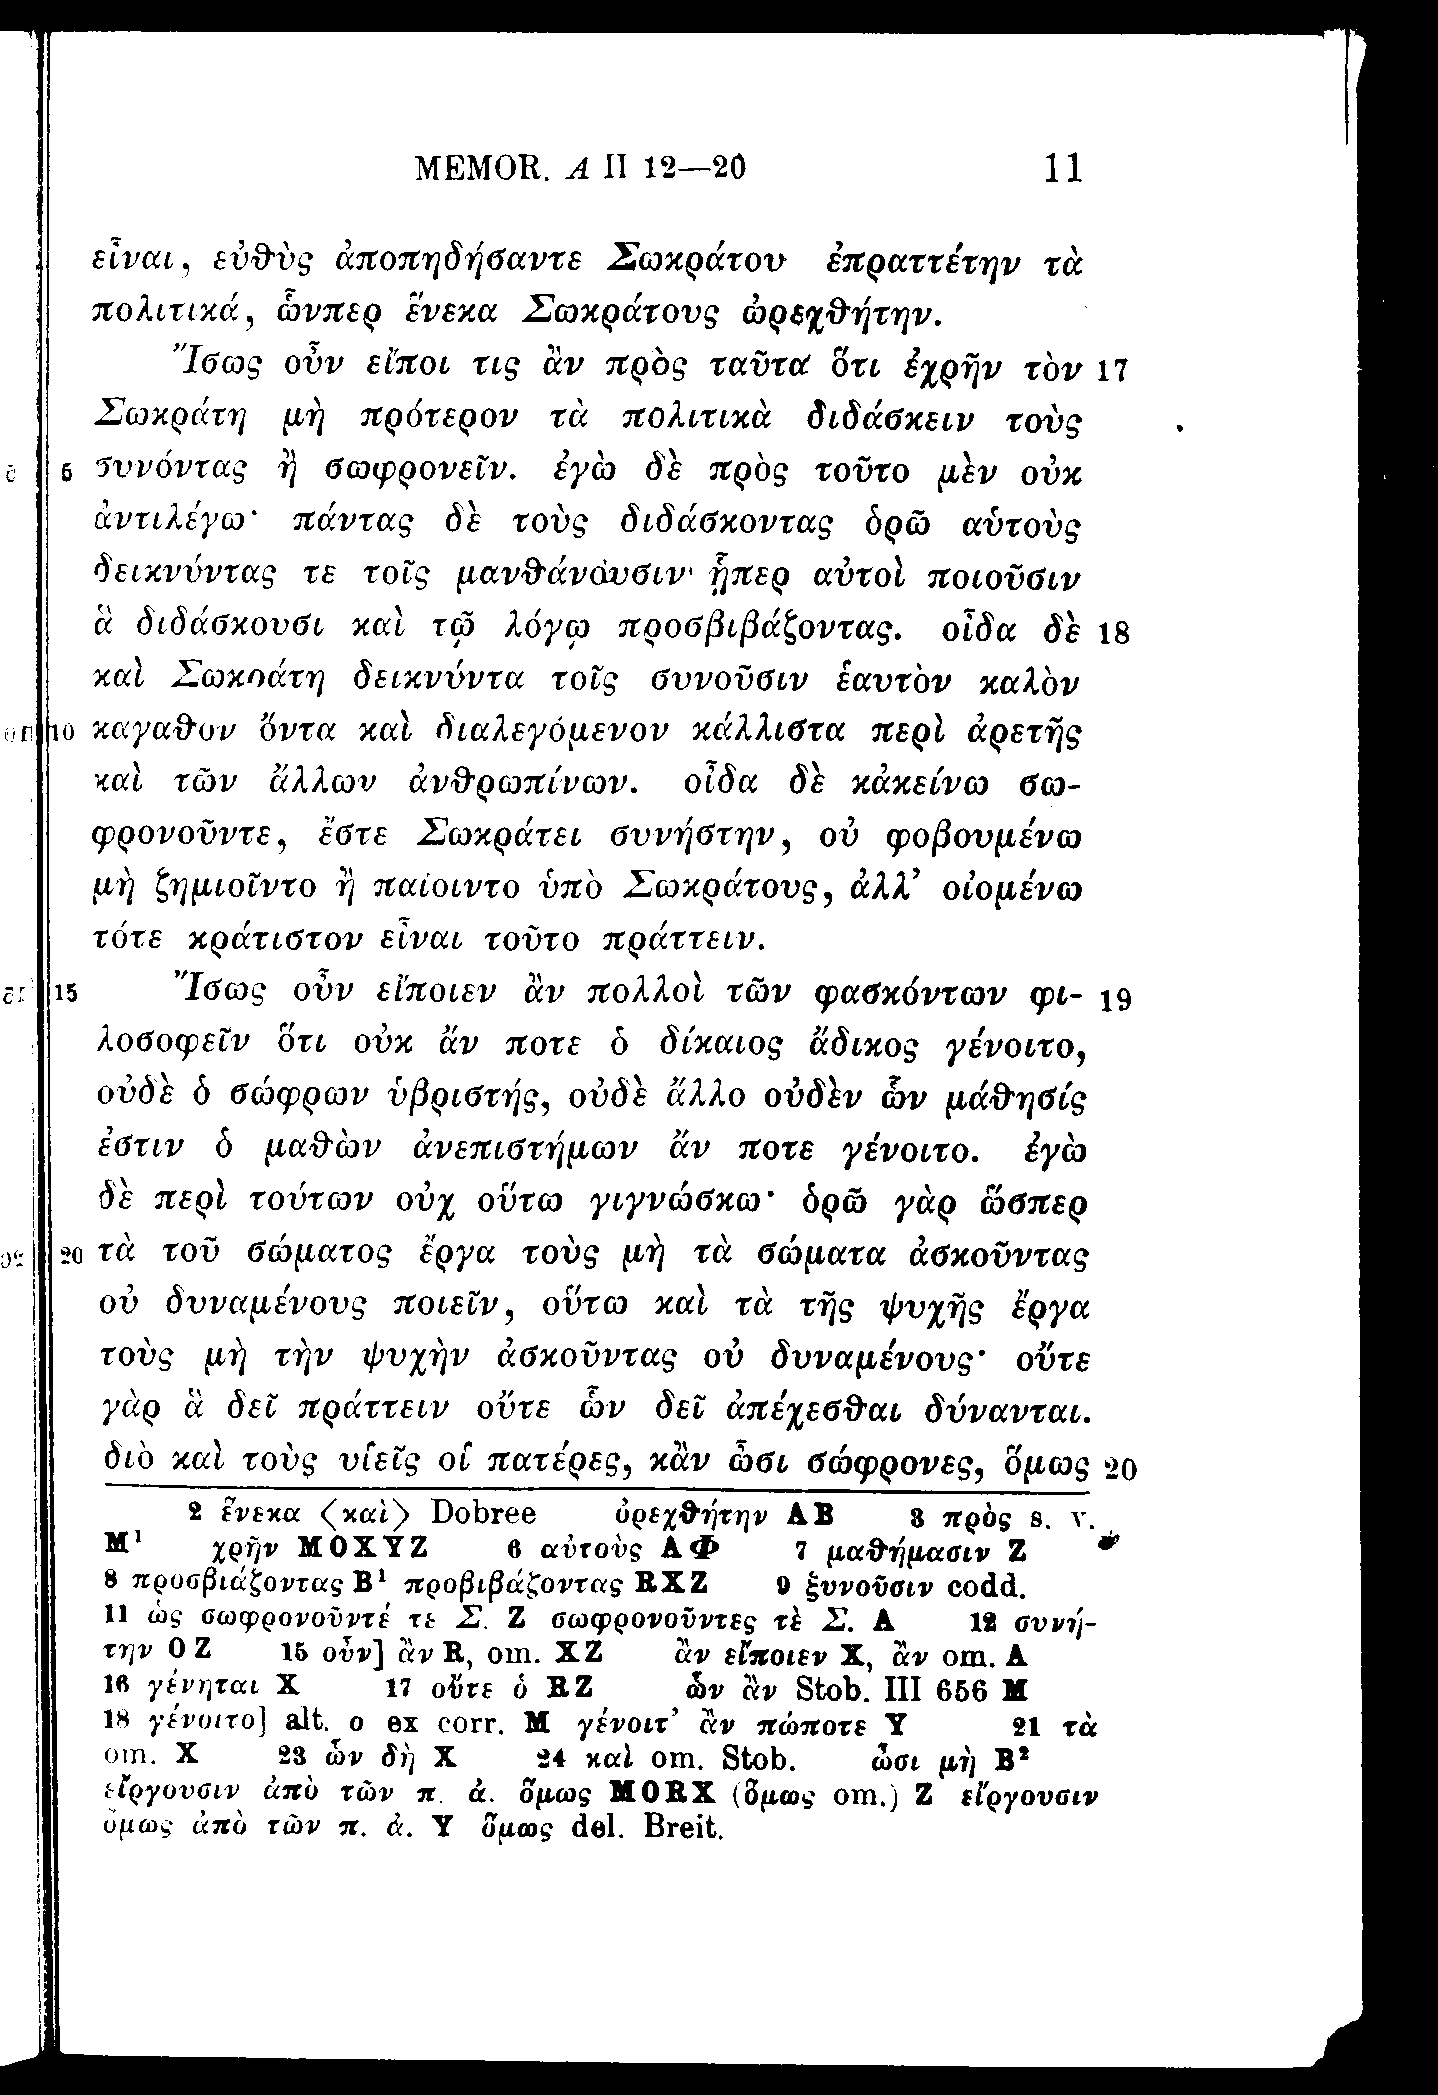 MEMOR. A II 12—20 11
εἶναι, εὐθὺς ἀποπηδήσαντε Σωκράτου ἐπραττέτην τὰ
πολιτικά, ὧνπερ ἕνεκα Σωκράτους ὠρεχθήτην.
Ἴσως οὖν εἴποι τις ἂν πρὸς ταῦτα ὅτι ἐχρῆν τὸν 17
Σωκράτη μὴ πρότερον τὰ πολιτικὰ διδάσκειν τοὺς
5 συνόντας ἢ σωφρονεῖν. ἐγὼ δὲ πρὸς τοῦτο μὲν οὐκ
ἀντιλέγω· πάντας δὲ τοὺς διδάσκοντας ὁρῶ αὑτοὺς
δεικνύντας τε τοῖς μανθάνουσιν ᾗπερ αὐτοὶ ποιοῦσιν
ἃ διδάσκουσι καὶ τῷ λόγῳ προσβιβάζοντας. οἶδα δὲ 18
καὶ Σωκράτη δεικνύντα τοῖς συνοῦσιν ἑαυτὸν καλὸν
10 κἀγαθὸν ὄντα καὶ διαλεγόμενον κάλλιστα περὶ ἀρετῆς
καὶ τῶν ἄλλων ἀνθρωπίνων. οἶδα δὲ κἀκείνω σω-
φρονοῦντε, ἔστε Σωκράτει συνήστην, οὐ φοβουμένω
μὴ ζημιοῖντο ἢ παίοιντο ὑπὸ Σωκράτους, ἀλλ’ οἰομένω
τότε κράτιστον εἶναι τοῦτο πράττειν.
15 Ἴσως οὖν εἴποιεν ἂν πολλοὶ τῶν φασκόντων φι- 19
λοσοφεῖν ὅτι οὐκ ἄν ποτε ὁ δίκαιος ἄδικος γένοιτο,
οὐδὲ ὁ σώφρων ὑβριστής, οὐδὲ ἄλλο οὐδὲν ὧν μάθησίς
ἐστιν ὁ μαθὼν ἀνεπιστήμων ἄν ποτε γένοιτο. ἐγὼ
δὲ περὶ τούτων οὐχ οὕτω γιγνώσκω· ὁρῶ γὰρ ὥσπερ
20 τὰ τοῦ σώματος ἔργα τοὺς μὴ τὰ σώματα ἀσκοῦντας
οὐ δυναμένους ποιεῖν, οὕτω καὶ τὰ τῆς ψυχῆς ἔργα
τοὺς μὴ τὴν ψυχὴν ἀσκοῦντας οὐ δυναμένους· οὔτε
γὰρ ἃ δεῖ πράττειν οὔτε ὧν δεῖ ἀπέχεσθαι δύνανται.
διὸ καὶ τοὺς υἱεῖς οἱ πατέρες, κἂν ὦσι σώφρονες, ὅμως 20
2 ἕνεκα ⟨καὶ⟩ Dobree ὀρεχθήτην AB 3 πρὸς s. v.
M¹ χρῆν MOXYZ 6 αὐτοὺς AΦ 7 μαθήμασιν Z
8 προσβιάζοντας B¹ προβιβάζοντας RXZ 9 ξυνοῦσιν codd.
11 ὡς σωφρονοῦντέ τε Σ. Z σωφρονοῦντες τὲ Σ. A 12 συνή-
την OZ 15 οὖν] ἂν R, om. XZ ἂν εἴποιεν X, ἂν om. A
16 γένηται X 17 οὔτε ὁ RZ ὧν ἂν Stob. III 656 M
18 γένοιτο] alt. ο ex corr. M γένοιτ’ ἂν πώποτε Y 21 τὰ
om. X 23 ὧν δὴ X 24 καὶ om. Stob. ὦσι μὴ B²
εἴργουσιν ἀπὸ τῶν π. ἀ. ὅμως MORX (ὅμως om.) Z εἴργουσιν
ὅμως ἀπὸ τῶν π. ἀ. Y ὅμως del. Breit.